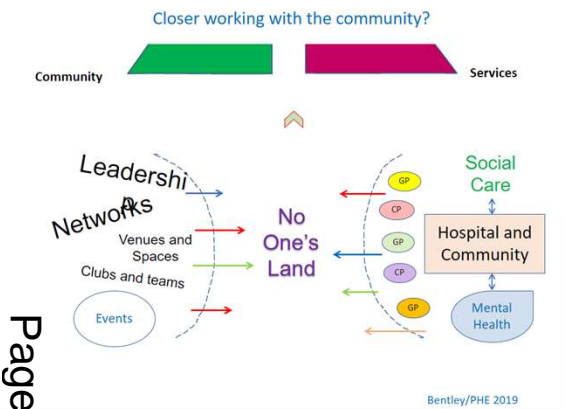 Closer working with the community?
Community
Services
Leadershi
p
Networks
Venues and
Spaces
Clubs and teams
Events
No
One's
Land
GP
CP
GP
CP
GP
Social
Care
Hospital and
Community
Mental
Health
Page
Bentley/PHE 2019